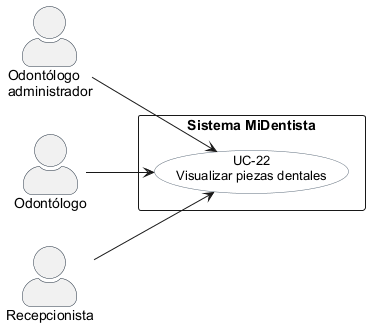 Odontólogo
administrador
Sistema MiDentista
UC-22
Visualizar piezas dentales
Odontólogo
Recepcionista